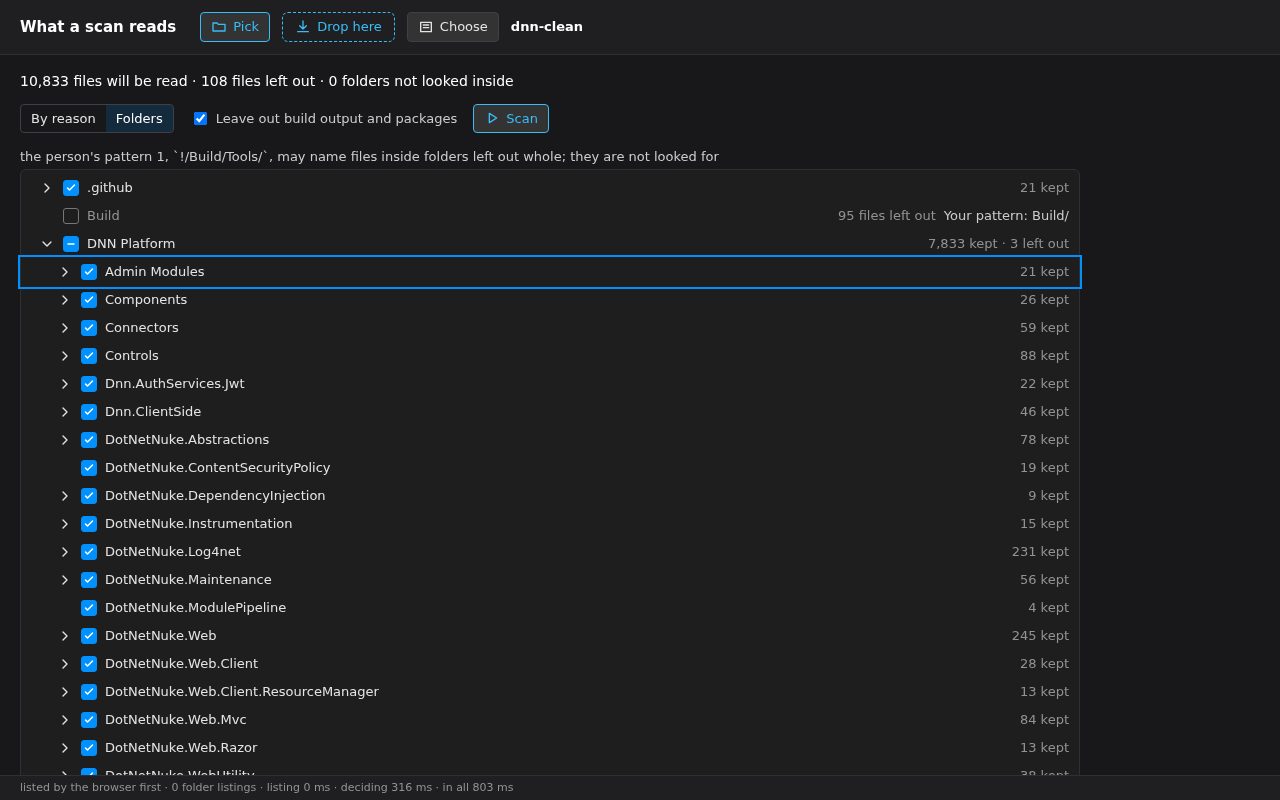 What a scan reads Pick Drop here Choose dnn-clean
10,833 files will be read · 108 files left out · 0 folders not looked inside
By reason Folders Leave out build output and packages Scan
the person's pattern 1, `!/Build/Tools/`, may name files inside folders left out whole; they are not looked for
.github 21 kept
Build 95 files left out Your pattern: Build/
DNN Platform 7,833 kept · 3 left out
Admin Modules 21 kept
Components 26 kept
Connectors 59 kept
Controls 88 kept
Dnn.AuthServices.Jwt 22 kept
Dnn.ClientSide 46 kept
DotNetNuke.Abstractions 78 kept
DotNetNuke.ContentSecurityPolicy 19 kept
DotNetNuke.DependencyInjection 9 kept
DotNetNuke.Instrumentation 15 kept
DotNetNuke.Log4net 231 kept
DotNetNuke.Maintenance 56 kept
DotNetNuke.ModulePipeline 4 kept
DotNetNuke.Web 245 kept
DotNetNuke.Web.Client 28 kept
DotNetNuke.Web.Client.ResourceManager 13 kept
DotNetNuke.Web.Mvc 84 kept
DotNetNuke.Web.Razor 13 kept
DotNetNuke.WebUtility 38 kept
listed by the browser first · 0 folder listings · listing 0 ms · deciding 316 ms · in all 803 ms